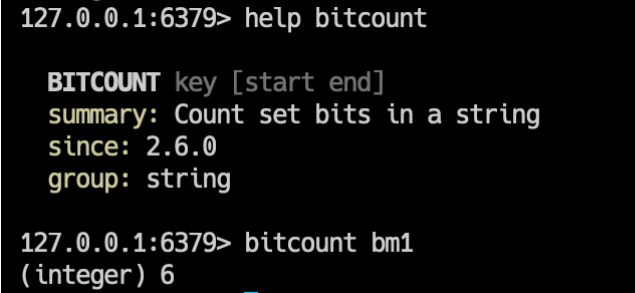 127.0.0.1:6379> help bitcount
BITCOUNT key [start end]
summary: Count set bits in a string
since: 2.6.0
group: string
127.0.0.1:6379> bitcount bm1
(integer) 6